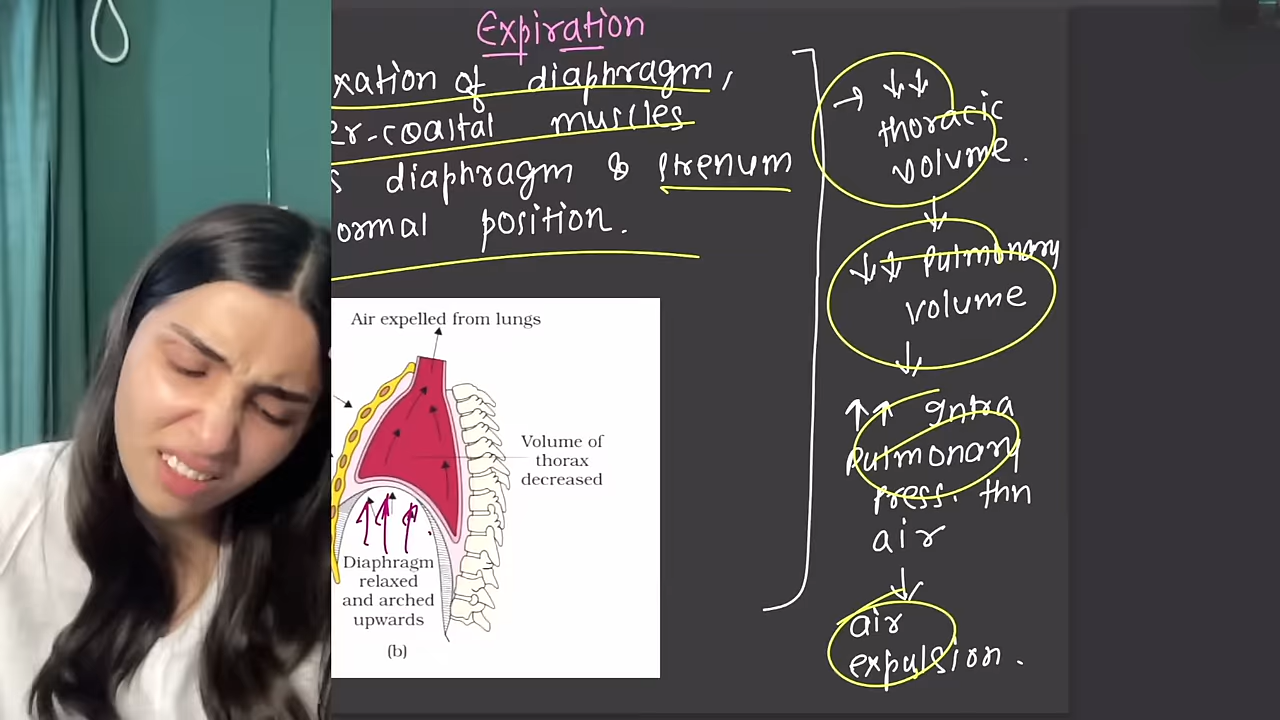 Expiration
xation of diaphragm,
er-coastal muscles
s diaphragm & strenum
ormal position.
→ ↓↓
thoracic
volume.
↓
↓↓ pulmonary
volume
↓
↑↑ Intra
pulmonary
press. thn
air
↓
air
expulsion.
Air expelled from lungs
Volume of
thorax
decreased
Diaphragm
relaxed
and arched
upwards
(b)